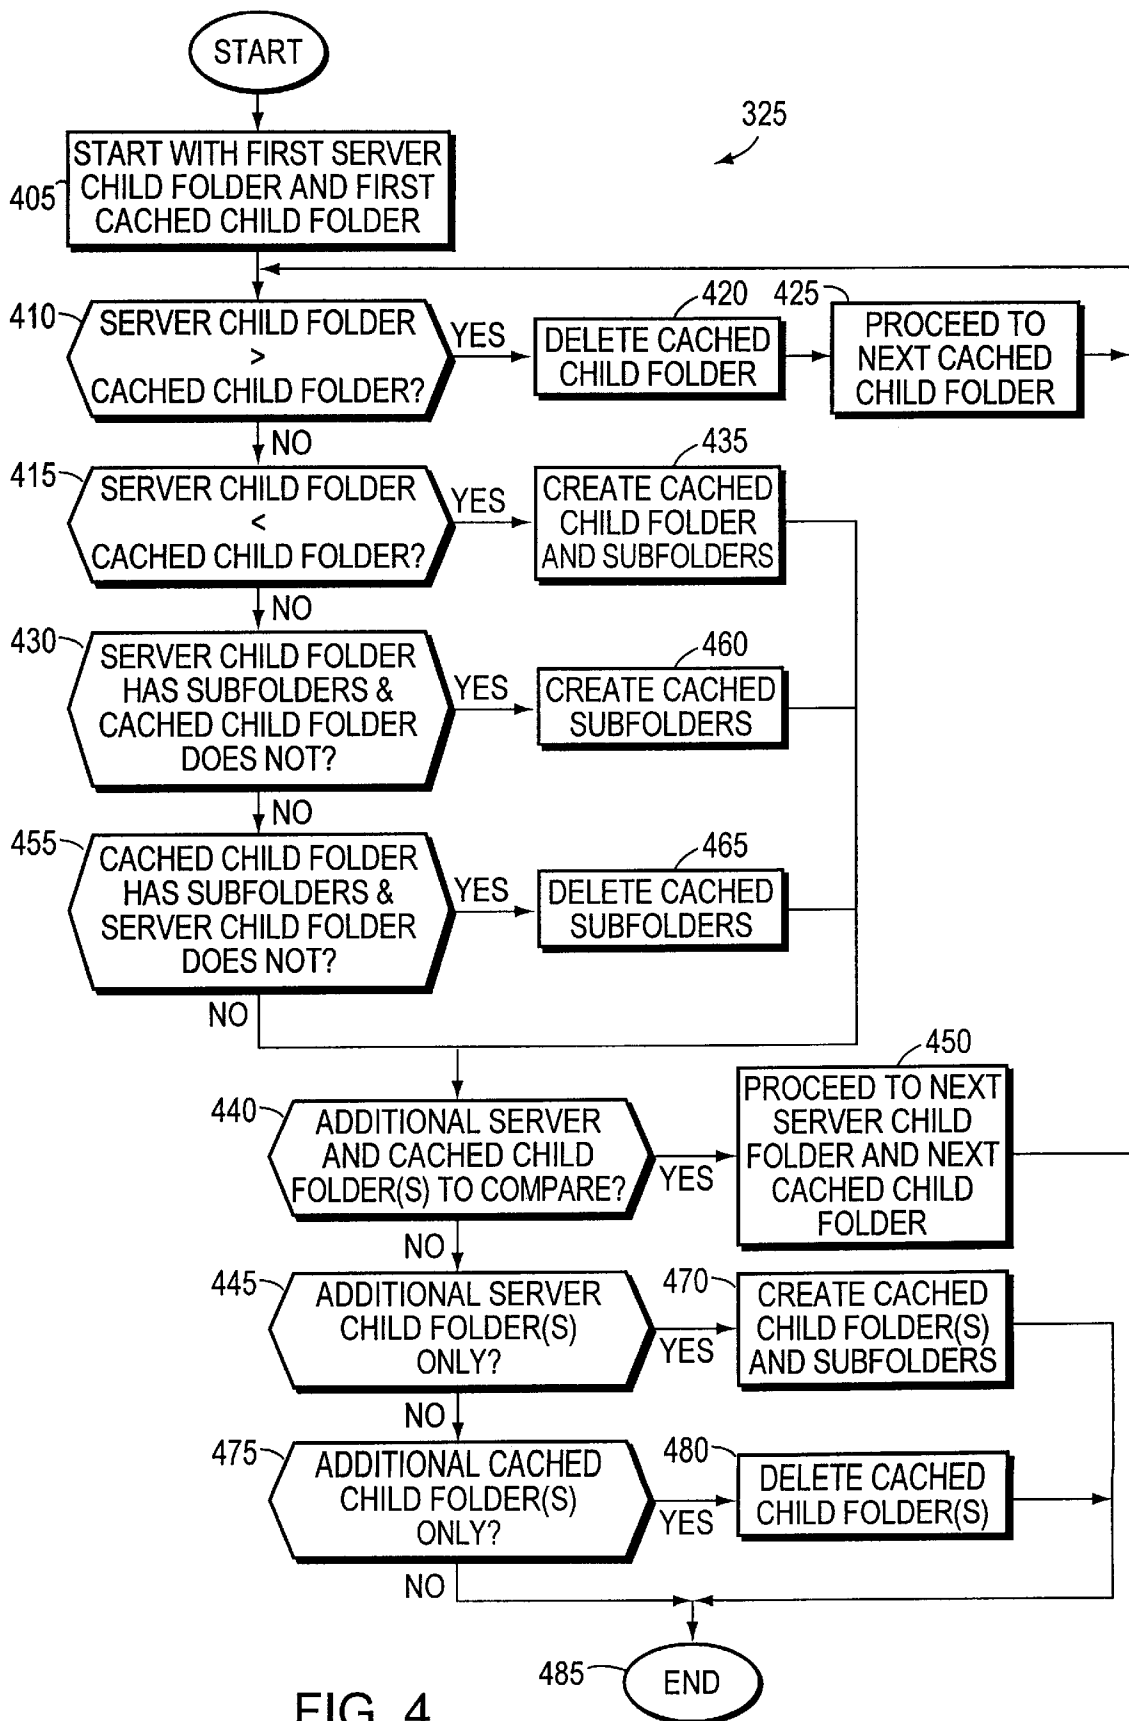 START
325
START WITH FIRST SERVER
CHILD FOLDER AND FIRST
CACHED CHILD FOLDER
405
410
SERVER CHILD FOLDER
>
CACHED CHILD FOLDER?
YES
420
DELETE CACHED
CHILD FOLDER
425
PROCEED TO
NEXT CACHED
CHILD FOLDER
NO
415
SERVER CHILD FOLDER
<
CACHED CHILD FOLDER?
YES
435
CREATE CACHED
CHILD FOLDER
AND SUBFOLDERS
NO
430
SERVER CHILD FOLDER
HAS SUBFOLDERS &
CACHED CHILD FOLDER
DOES NOT?
YES
460
CREATE CACHED
SUBFOLDERS
NO
455
CACHED CHILD FOLDER
HAS SUBFOLDERS &
SERVER CHILD FOLDER
DOES NOT?
YES
465
DELETE CACHED
SUBFOLDERS
NO
440
ADDITIONAL SERVER
AND CACHED CHILD
FOLDER(S) TO COMPARE?
YES
450
PROCEED TO NEXT
SERVER CHILD
FOLDER AND NEXT
CACHED CHILD
FOLDER
NO
445
ADDITIONAL SERVER
CHILD FOLDER(S)
ONLY?
YES
470
CREATE CACHED
CHILD FOLDER(S)
AND SUBFOLDERS
NO
475
ADDITIONAL CACHED
CHILD FOLDER(S)
ONLY?
YES
480
DELETE CACHED
CHILD FOLDER(S)
NO
485
END
FIG. 4